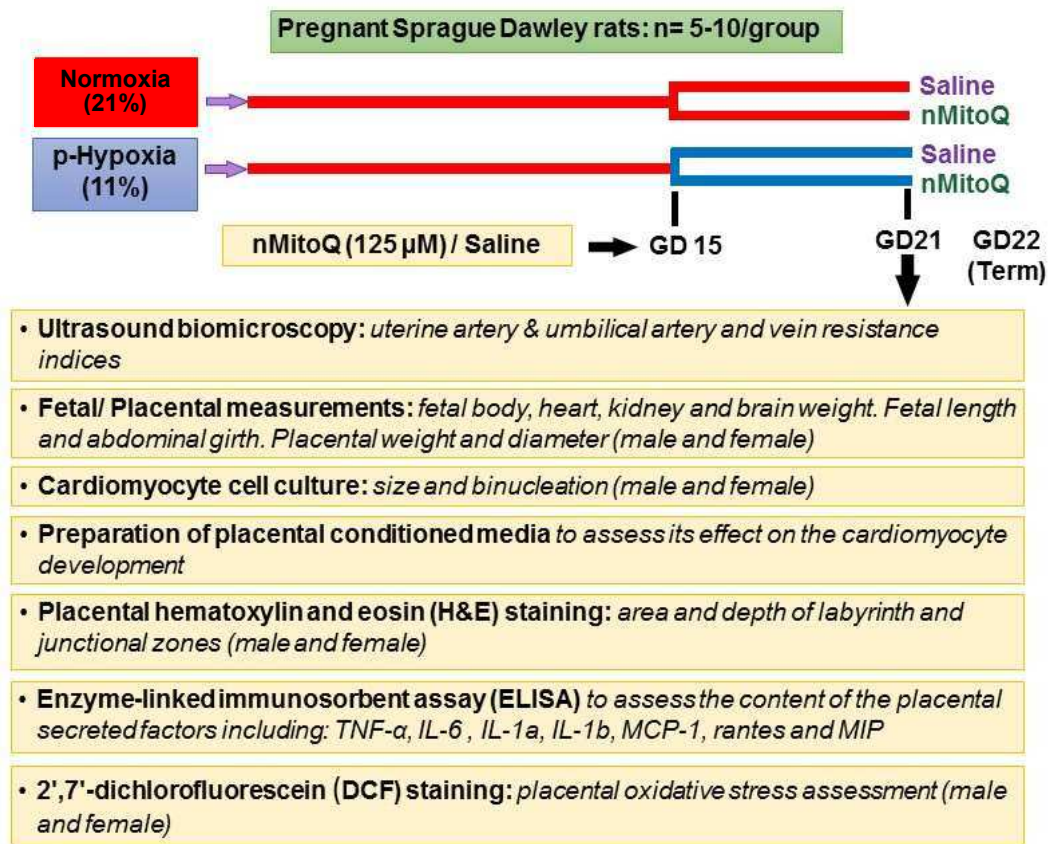 Pregnant Sprague Dawley rats: n= 5-10/group
Normoxia
(21%)
Saline
nMitoQ
p-Hypoxia
(11%)
Saline
nMitoQ
nMitoQ (125 µM) / Saline
GD 15
GD21
GD22
(Term)
• Ultrasound biomicroscopy: uterine artery & umbilical artery and vein resistance
indices
• Fetal/ Placental measurements: fetal body, heart, kidney and brain weight. Fetal length
and abdominal girth. Placental weight and diameter (male and female)
• Cardiomyocyte cell culture: size and binucleation (male and female)
• Preparation of placental conditioned media to assess its effect on the cardiomyocyte
development
• Placental hematoxylin and eosin (H&E) staining: area and depth of labyrinth and
junctional zones (male and female)
• Enzyme-linked immunosorbent assay (ELISA) to assess the content of the placental
secreted factors including: TNF-α, IL-6 , IL-1a, IL-1b, MCP-1, rantes and MIP
• 2',7'-dichlorofluorescein (DCF) staining: placental oxidative stress assessment (male
and female)